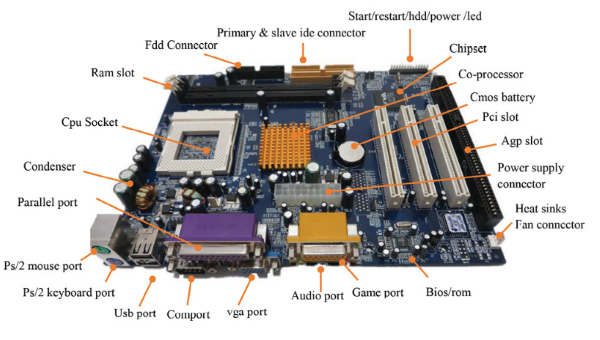 Start/restart/hdd/power /led
Primary & slave ide connector
Fdd Connector
Chipset
Ram slot
Co-processor
Cmos battery
Pci slot
Cpu Socket
Agp slot
Condenser
Power supply
connector
Parallel port
Heat sinks
Fan connector
Ps/2 mouse port
Ps/2 keyboard port
Usb port
Comport
vga port
Audio port
Game port
Bios/rom